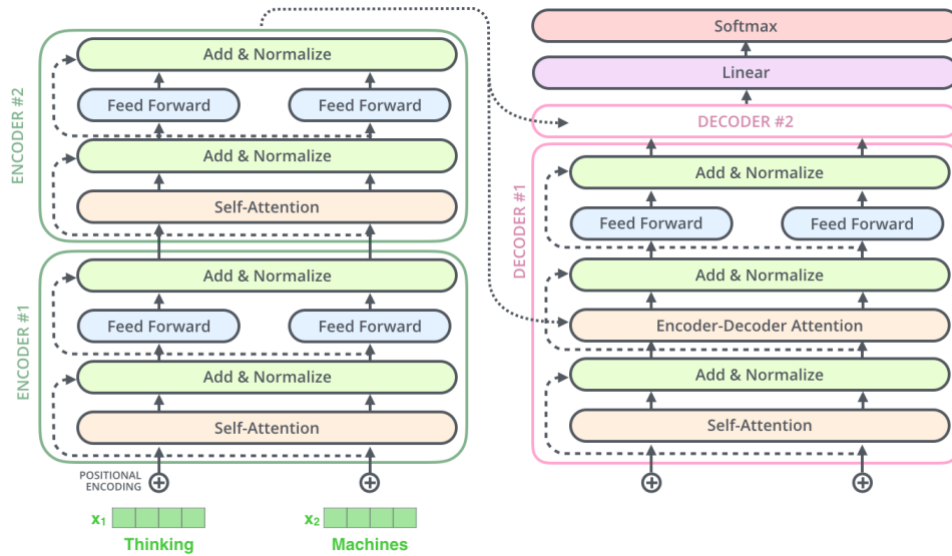 ENCODER #2
Add & Normalize
Feed Forward
Feed Forward
Add & Normalize
Self-Attention
ENCODER #1
Add & Normalize
Feed Forward
Feed Forward
Add & Normalize
Self-Attention
POSITIONAL
ENCODING
x1
x2
Thinking
Machines
Softmax
Linear
DECODER #2
DECODER #1
Add & Normalize
Feed Forward
Feed Forward
Add & Normalize
Encoder-Decoder Attention
Add & Normalize
Self-Attention